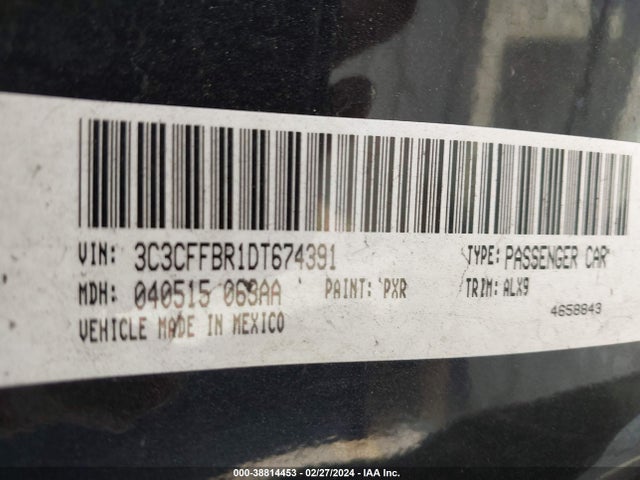 VIN: 3C3CFFBR1DT674391 TYPE: PASSENGER CAR
MDH: 040515 063AA PAINT: PXR TRIM: ALX9
VEHICLE MADE IN MEXICO 4658843
000-38814453 - 02/27/2024 - IAA Inc.